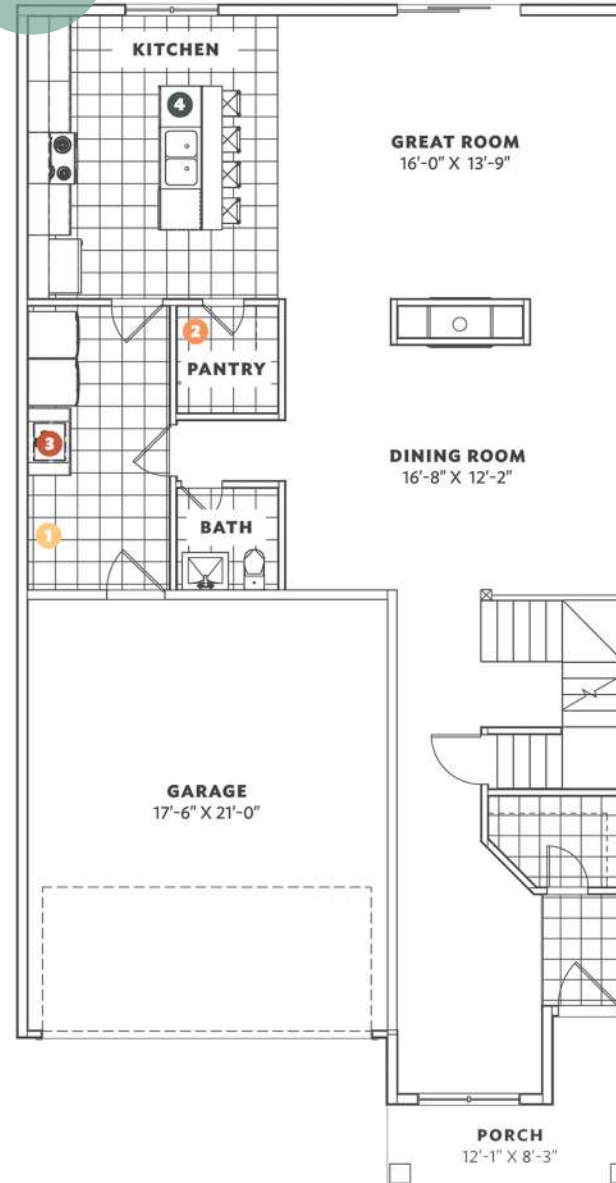 KITCHEN
4
GREAT ROOM
16'-0" X 13'-9"
2
PANTRY
3
DINING ROOM
16'-8" X 12'-2"
1
BATH
GARAGE
17'-6" X 21'-0"
PORCH
12'-1" X 8'-3"